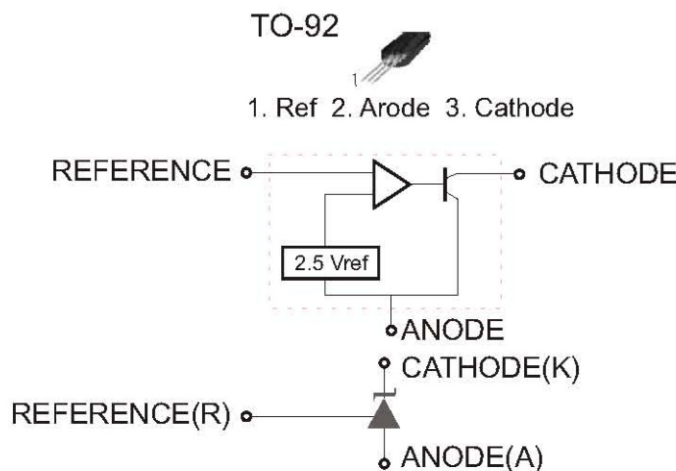 TO-92
1
1. Ref 2. Arode 3. Cathode
REFERENCE
CATHODE
2.5 Vref
ANODE
CATHODE(K)
REFERENCE(R)
ANODE(A)